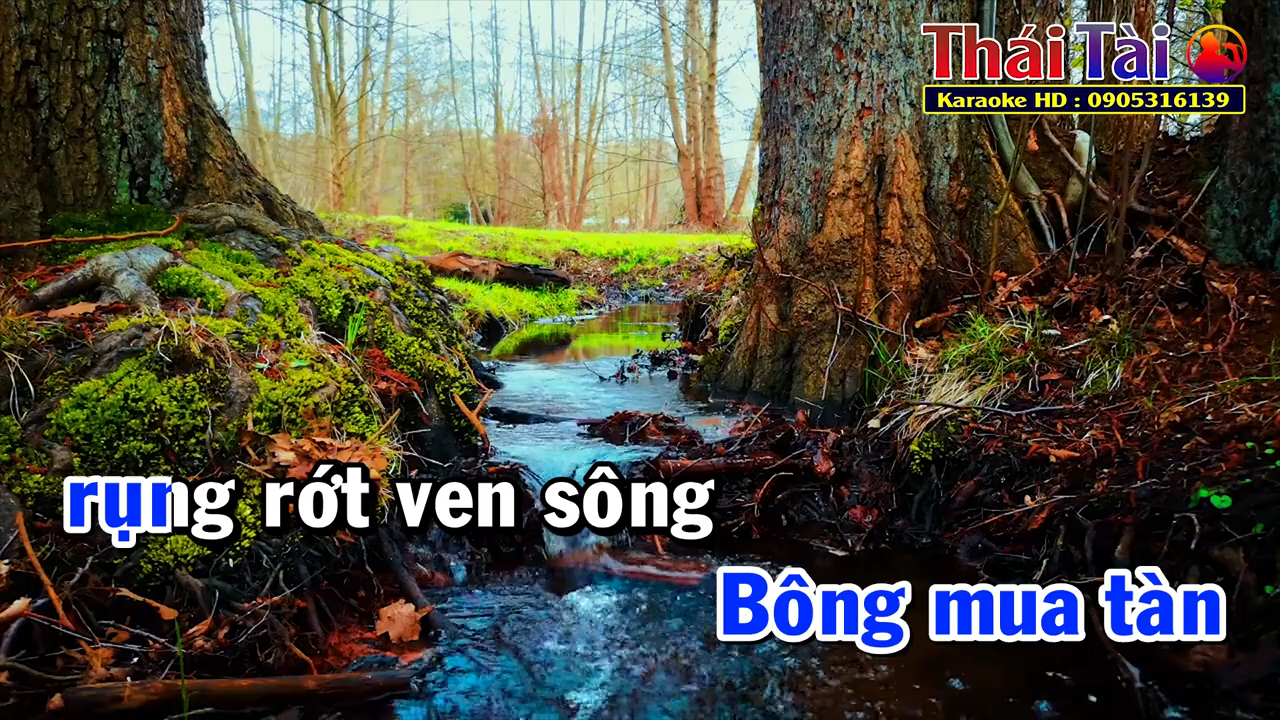 Thái Tài
Karaoke HD : 0905316139
rụng rớt ven sông
Bông mua tàn